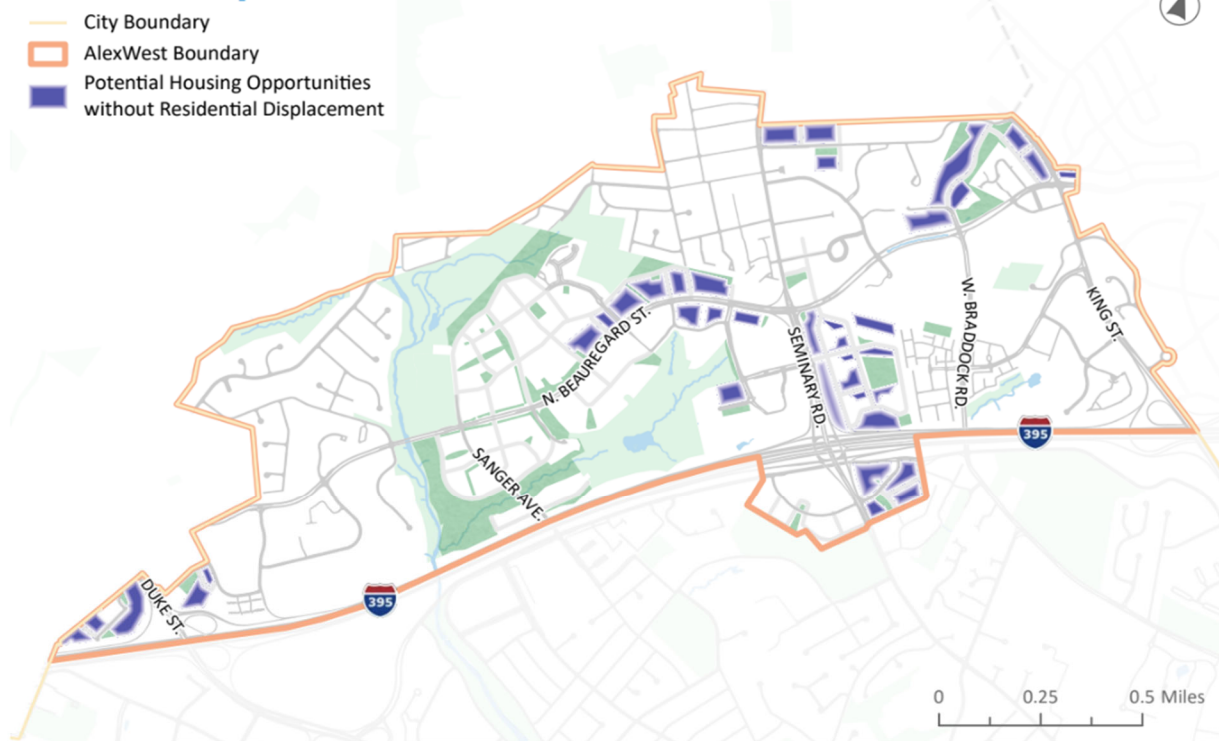 City Boundary
AlexWest Boundary
Potential Housing Opportunities
without Residential Displacement
N. BEAUREGARD ST.
SEMINARY RD.
W. BRADDOCK RD.
KING ST.
SANGER AVE.
DUKE ST.
395
395
0 0.25 0.5 Miles